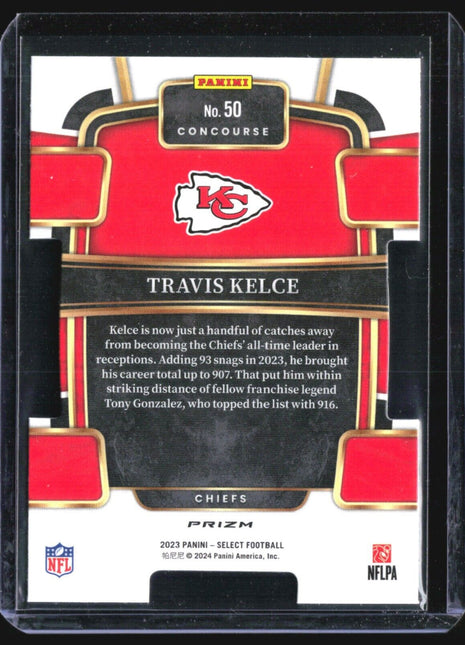 PANINI
No. 50
CONCOURSE
KC
TRAVIS KELCE
Kelce is now just a handful of catches away
from becoming the Chiefs' all-time leader in
receptions. Adding 93 snags in 2023, he brought
his career total up to 907. That put him within
striking distance of fellow franchise legend
Tony Gonzalez, who topped the list with 916.
CHIEFS
PRIZM
2023 PANINI – SELECT FOOTBALL
帕尼尼 © 2024 Panini America, Inc.
NFL
NFLPA